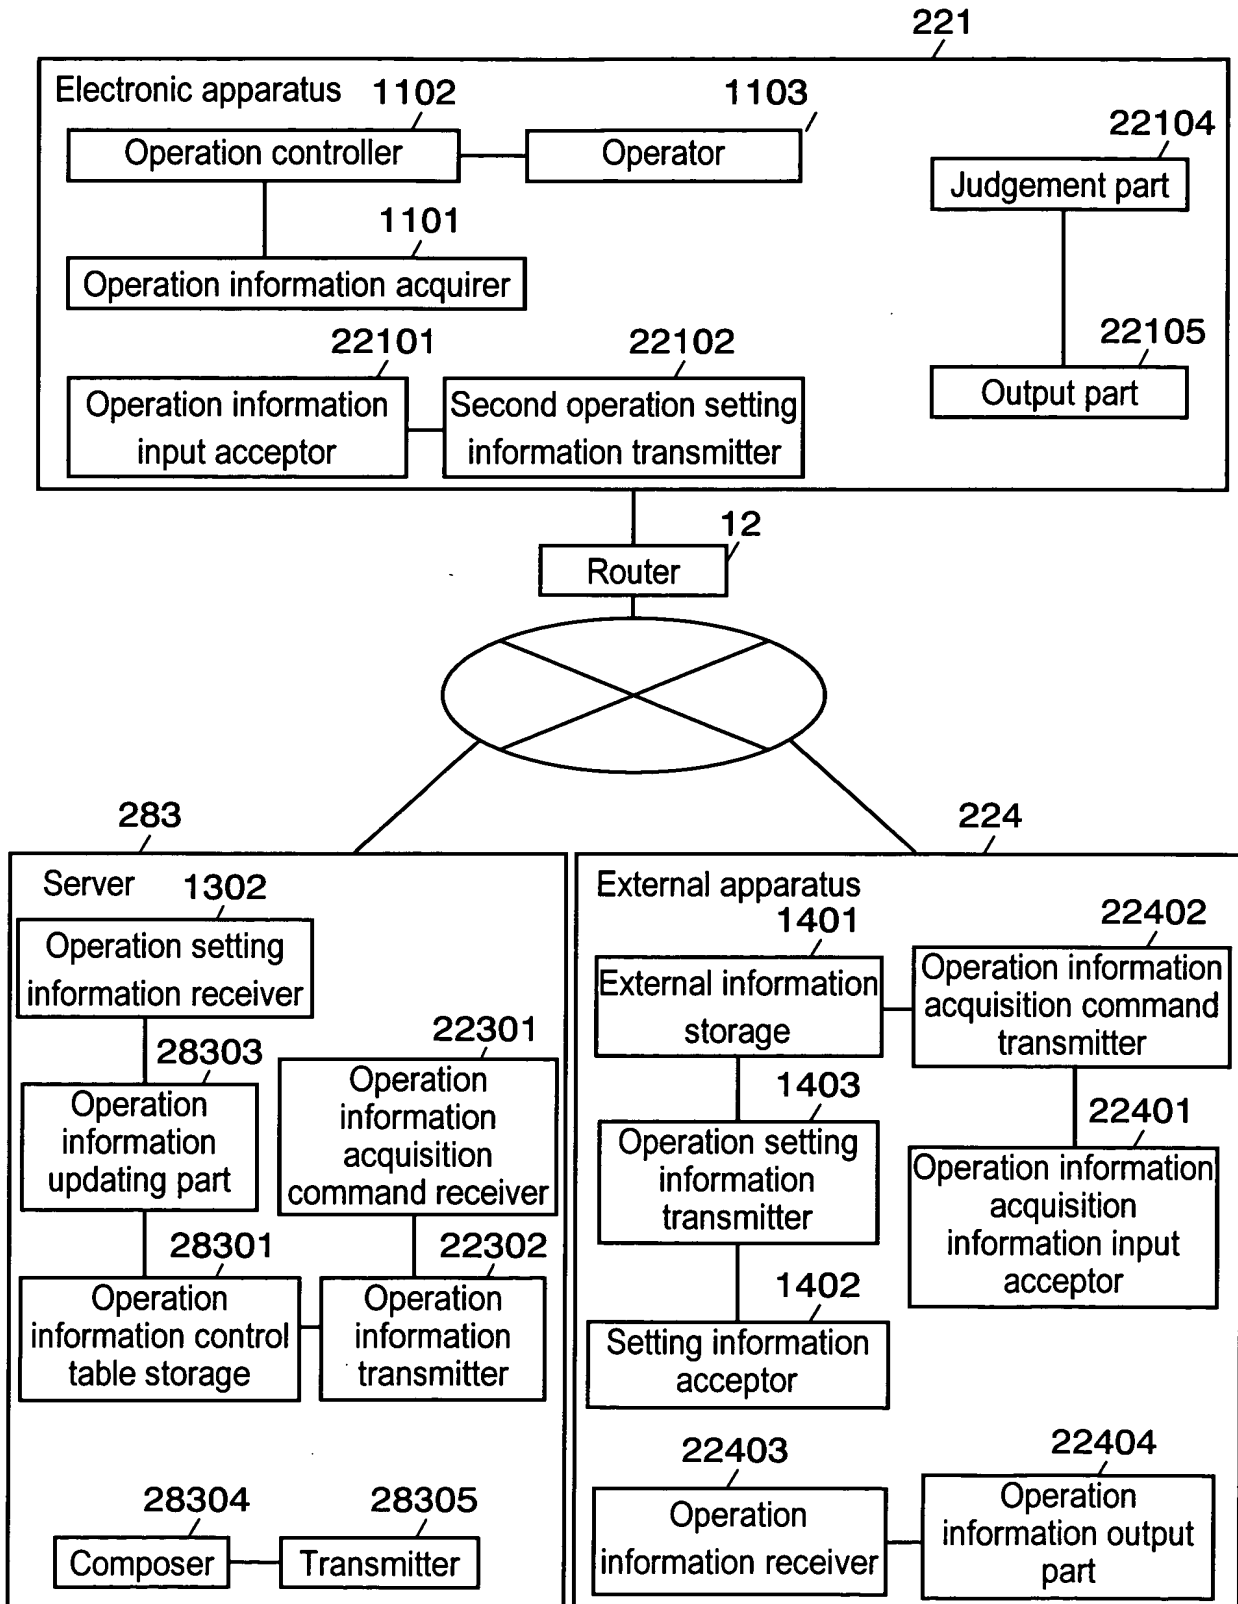 221
Electronic apparatus
1102
1103
Operation controller
Operator
22104
Judgement part
1101
Operation information acquirer
22101
22102
22105
Operation information
input acceptor
Second operation setting
information transmitter
Output part
12
Router
283
224
Server
1302
Operation setting
information receiver
28303
Operation
information
updating part
22301
Operation
information
acquisition
command receiver
28301
Operation
information control
table storage
22302
Operation
information
transmitter
28304
Composer
28305
Transmitter
External apparatus
1401
External information
storage
22402
Operation information
acquisition command
transmitter
1403
Operation setting
information
transmitter
22401
Operation information
acquisition
information input
acceptor
1402
Setting information
acceptor
22403
Operation
information receiver
22404
Operation
information output
part